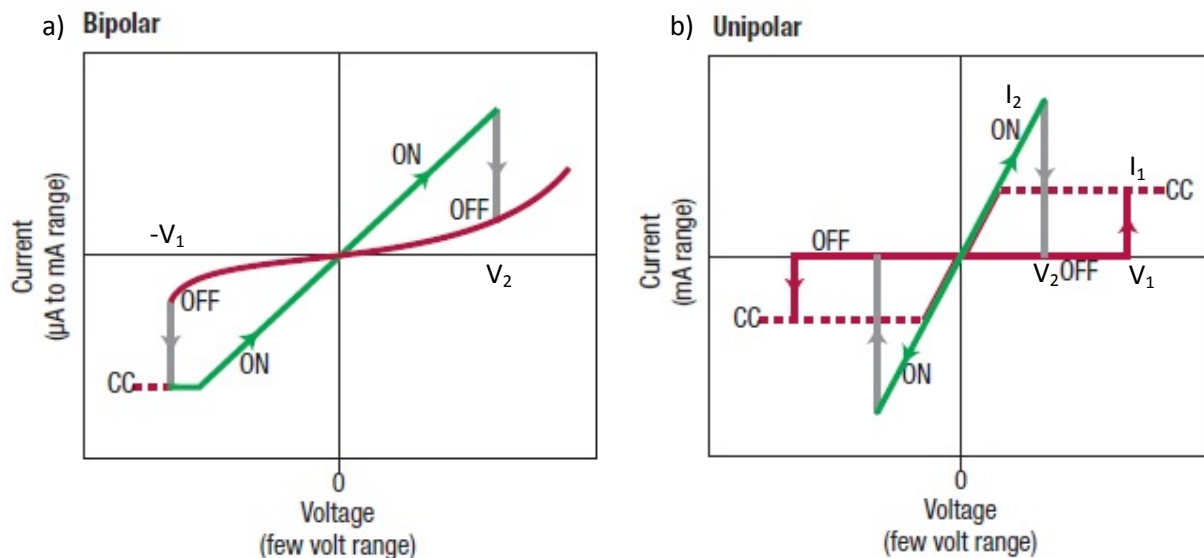 a) Bipolar
Current
(µA to mA range)
ON
OFF
-V₁
V₂
OFF
ON
CC
0
Voltage
(few volt range)
b) Unipolar
Current
(mA range)
I₂
ON
I₁
CC
OFF
V₂
OFF
V₁
CC
ON
0
Voltage
(few volt range)